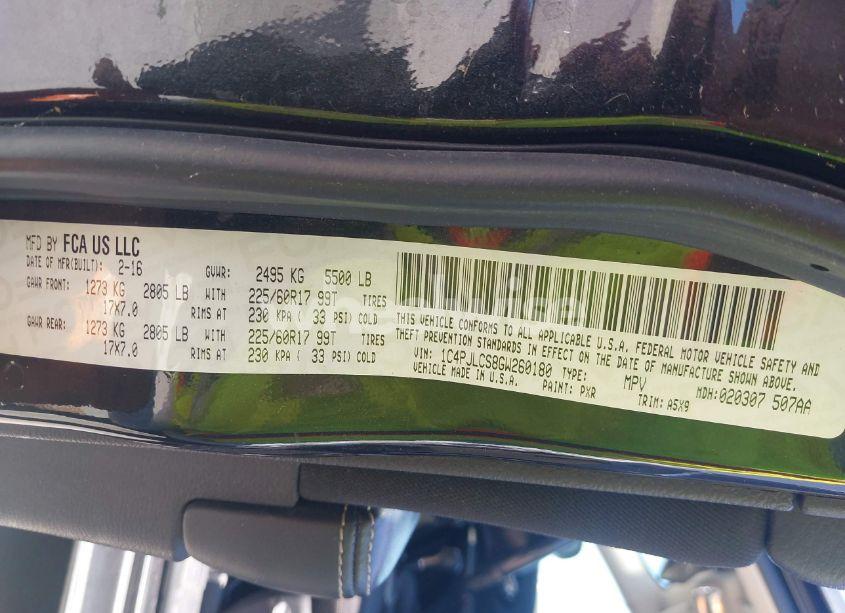 MFD BY FCA US LLC
DATE OF MFR(BUILT): 2-16 GVWR: 2495 KG 5500 LB
GAWR FRONT: 1273 KG 2805 LB WITH 225/60R17 99T TIRES
17X7.0 RIMS AT 230 KPA ( 33 PSI) COLD
GAWR REAR: 1273 KG 2805 LB WITH 225/60R17 99T TIRES
17X7.0 RIMS AT 230 KPA ( 33 PSI) COLD
THIS VEHICLE CONFORMS TO ALL APPLICABLE U.S.A. FEDERAL MOTOR VEHICLE SAFETY AND
THEFT PREVENTION STANDARDS IN EFFECT ON THE DATE OF MANUFACTURE SHOWN ABOVE.
VIN: 1C4PJLCS8GW260180 TYPE: MPV MDH:020307 507AA
VEHICLE MADE IN U.S.A. PAINT: PXR TRIM: A5X9